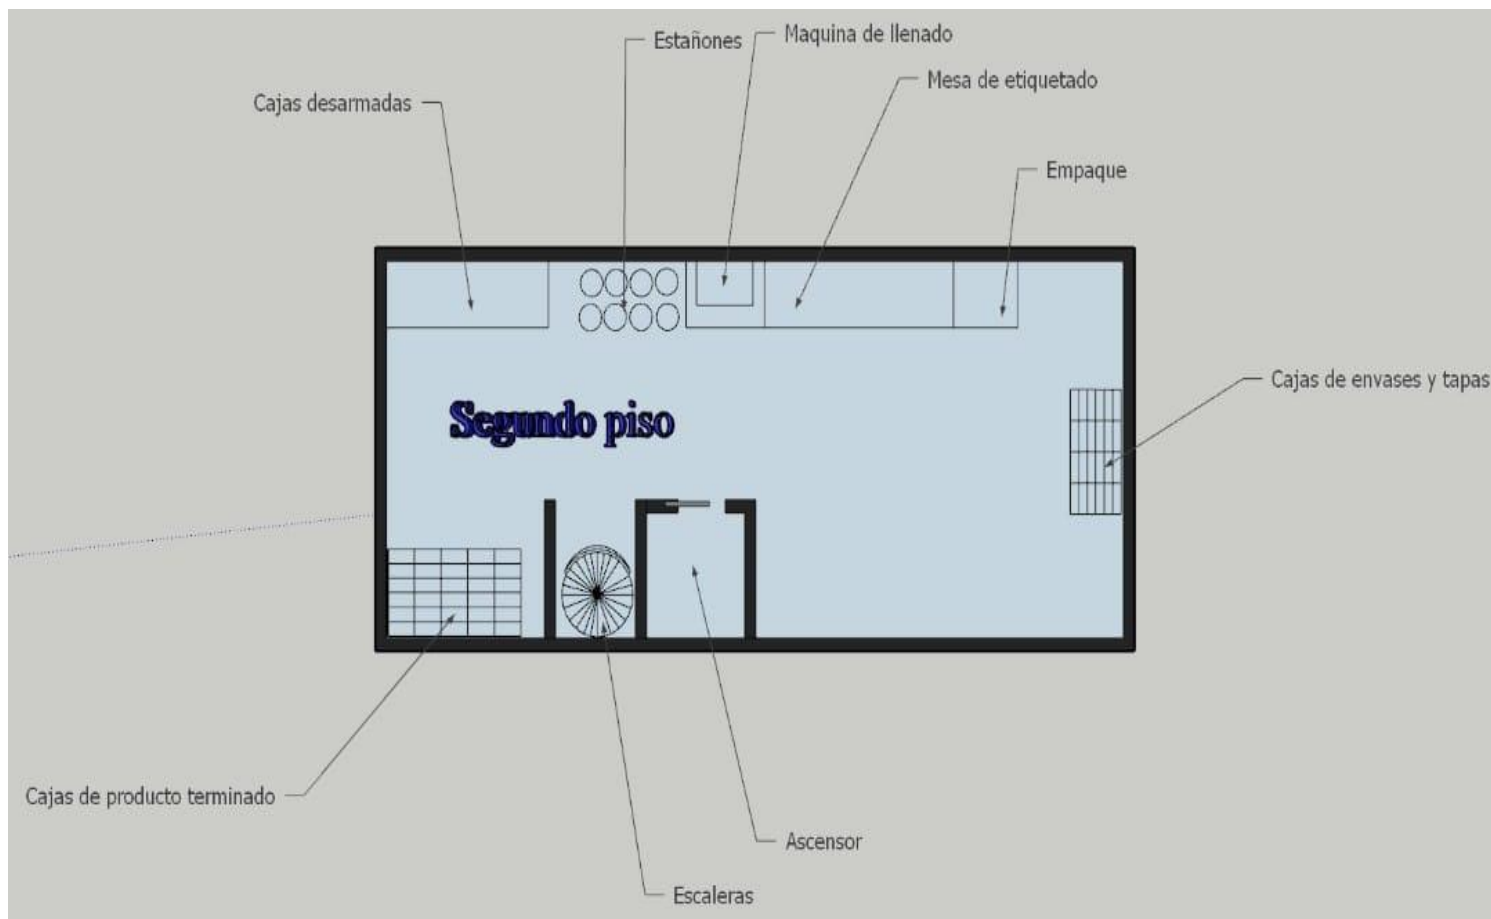 Maquina de llenado
Estañones
Mesa de etiquetado
Cajas desarmadas
Empaque
Cajas de envases y tapas
Segundo piso
Cajas de producto terminado
Ascensor
Escaleras